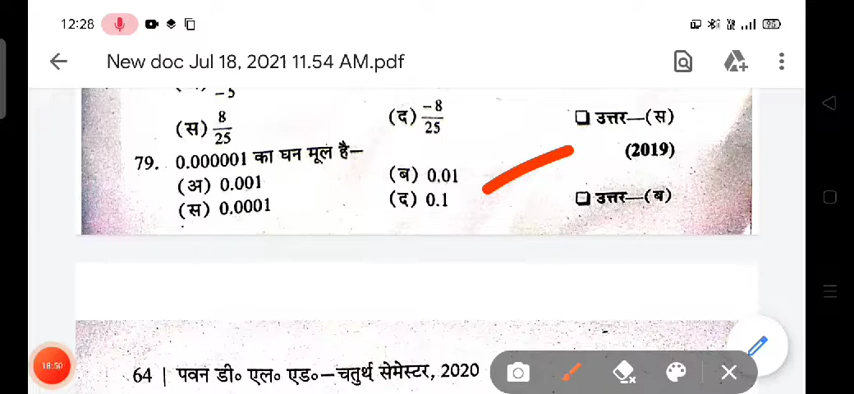 12:28
New doc Jul 18, 2021 11.54 AM.pdf
-5
(स) 8/25
(द) -8/25
उत्तर—(स)
79. 0.000001 का घन मूल है— (2019)
(अ) 0.001 (ब) 0.01
(स) 0.0001 (द) 0.1 उत्तर—(ब)
64 | पवन डी० एल० एड०–चतुर्थ सेमेस्टर, 2020
18:50